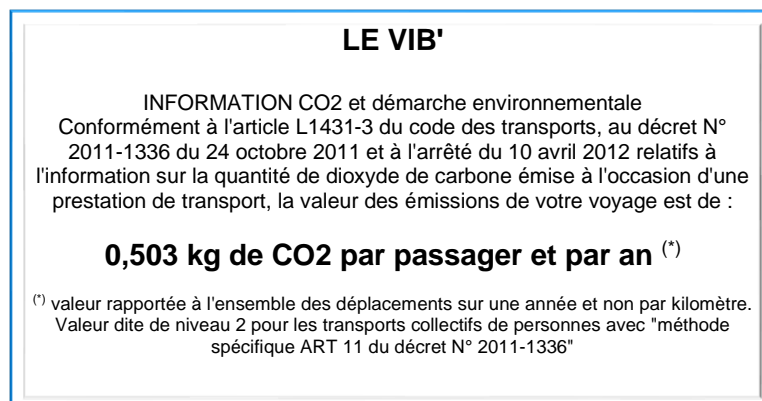 LE VIB'
INFORMATION CO2 et démarche environnementale
Conformément à l'article L1431-3 du code des transports, au décret N°
2011-1336 du 24 octobre 2011 et à l'arrêté du 10 avril 2012 relatifs à
l'information sur la quantité de dioxyde de carbone émise à l'occasion d'une
prestation de transport, la valeur des émissions de votre voyage est de :
0,503 kg de CO2 par passager et par an (*)
(*) valeur rapportée à l'ensemble des déplacements sur une année et non par kilomètre.
Valeur dite de niveau 2 pour les transports collectifs de personnes avec "méthode
spécifique ART 11 du décret N° 2011-1336"